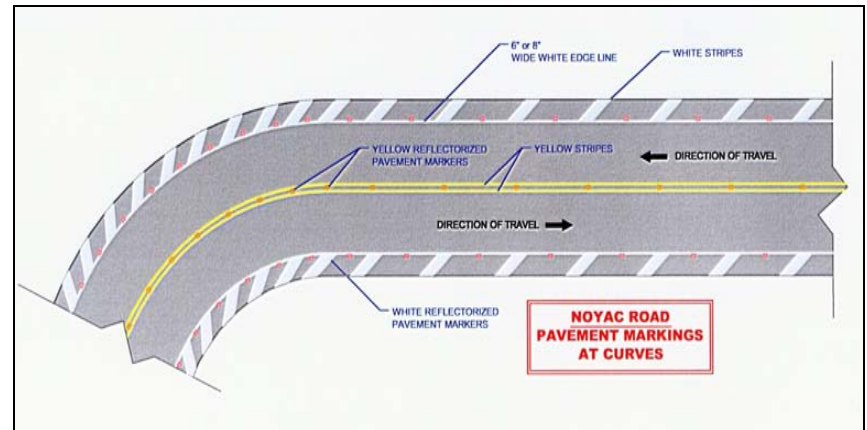 6" or 8"
WIDE WHITE EDGE LINE
WHITE STRIPES
YELLOW REFLECTORIZED
PAVEMENT MARKERS
YELLOW STRIPES
DIRECTION OF TRAVEL
DIRECTION OF TRAVEL
WHITE REFLECTORIZED
PAVEMENT MARKERS
NOYAC ROAD
PAVEMENT MARKINGS
AT CURVES